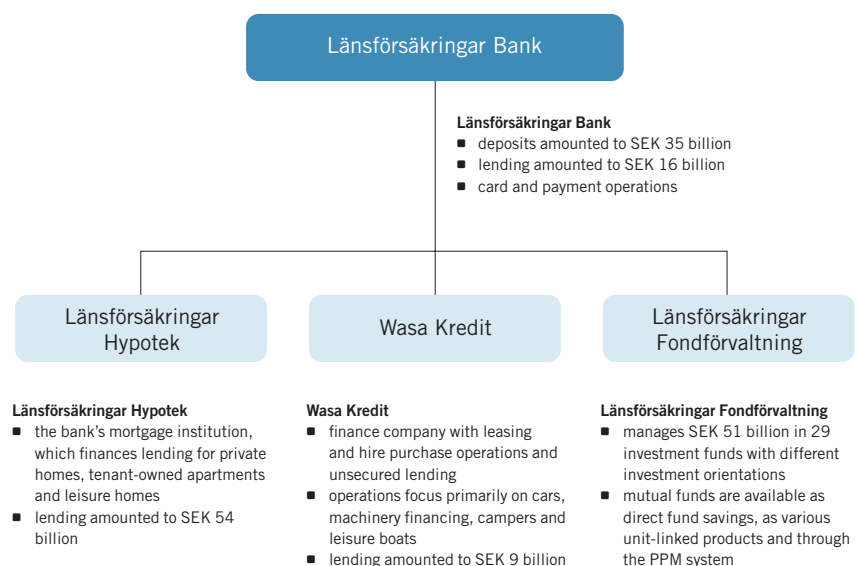 Länsförsäkringar Bank
Länsförsäkringar Bank
■ deposits amounted to SEK 35 billion
■ lending amounted to SEK 16 billion
■ card and payment operations
Länsförsäkringar
Hypotek
Wasa Kredit
Länsförsäkringar
Fondförvaltning
Länsförsäkringar Hypotek
■ the bank's mortgage institution,
which finances lending for private
homes, tenant-owned apartments
and leisure homes
■ lending amounted to SEK 54
billion
Wasa Kredit
■ finance company with leasing
and hire purchase operations and
unsecured lending
■ operations focus primarily on cars,
machinery financing, campers and
leisure boats
■ lending amounted to SEK 9 billion
Länsförsäkringar Fondförvaltning
■ manages SEK 51 billion in 29
investment funds with different
investment orientations
■ mutual funds are available as
direct fund savings, as various
unit-linked products and through
the PPM system